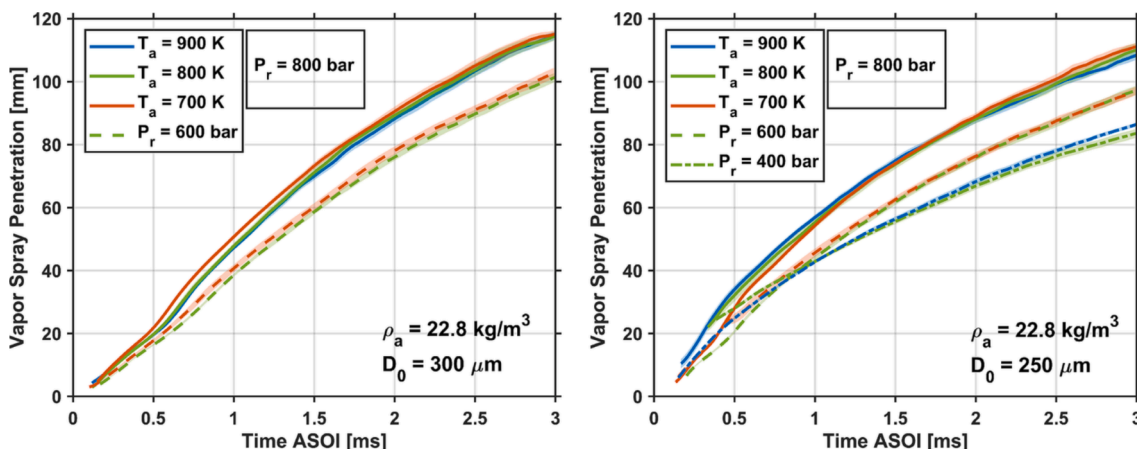 120
100
80
60
40
20
0
Vapor Spray Penetration [mm]
T_a = 900 K
T_a = 800 K
T_a = 700 K
P_r = 600 bar
P_r = 800 bar
ρ_a = 22.8 kg/m³
D_0 = 300 μm
0 0.5 1 1.5 2 2.5 3
Time ASOI [ms]
120
100
80
60
40
20
0
Vapor Spray Penetration [mm]
T_a = 900 K
T_a = 800 K
T_a = 700 K
P_r = 600 bar
P_r = 400 bar
P_r = 800 bar
ρ_a = 22.8 kg/m³
D_0 = 250 μm
0 0.5 1 1.5 2 2.5 3
Time ASOI [ms]